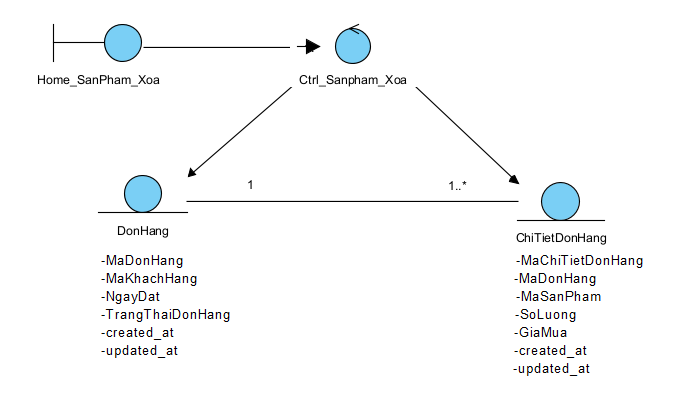 Home_SanPham_Xoa
Ctrl_Sanpham_Xoa
1
1..*
DonHang
-MaDonHang
-MaKhachHang
-NgayDat
-TrangThaiDonHang
-created_at
-updated_at
ChiTietDonHang
-MaChiTietDonHang
-MaDonHang
-MaSanPham
-SoLuong
-GiaMua
-created_at
-updated_at